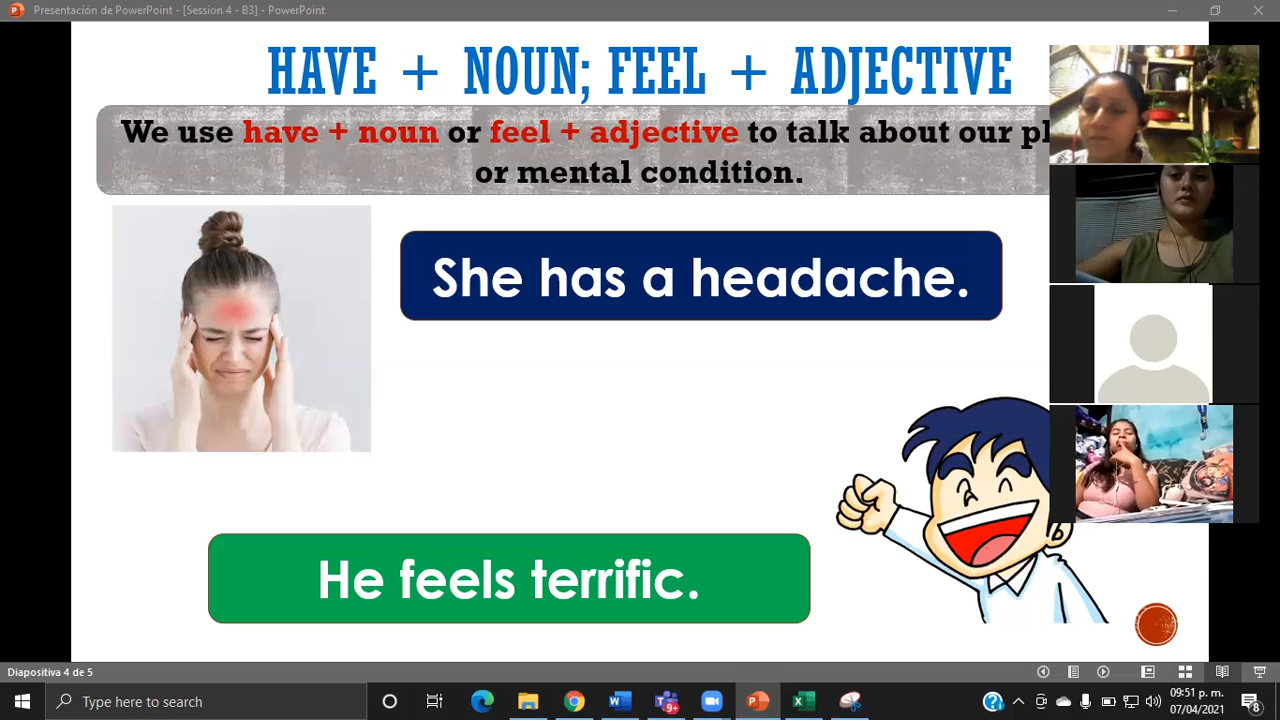 Presentación de PowerPoint - [Session 4 - B3] - PowerPoint
HAVE + NOUN; FEEL + ADJECTIVE
We use have + noun or feel + adjective to talk about our
or mental condition.
She has a headache.
He feels terrific.
Diapositiva 4 de 5
Type here to search
9+
09:51 p. m.
07/04/2021
8